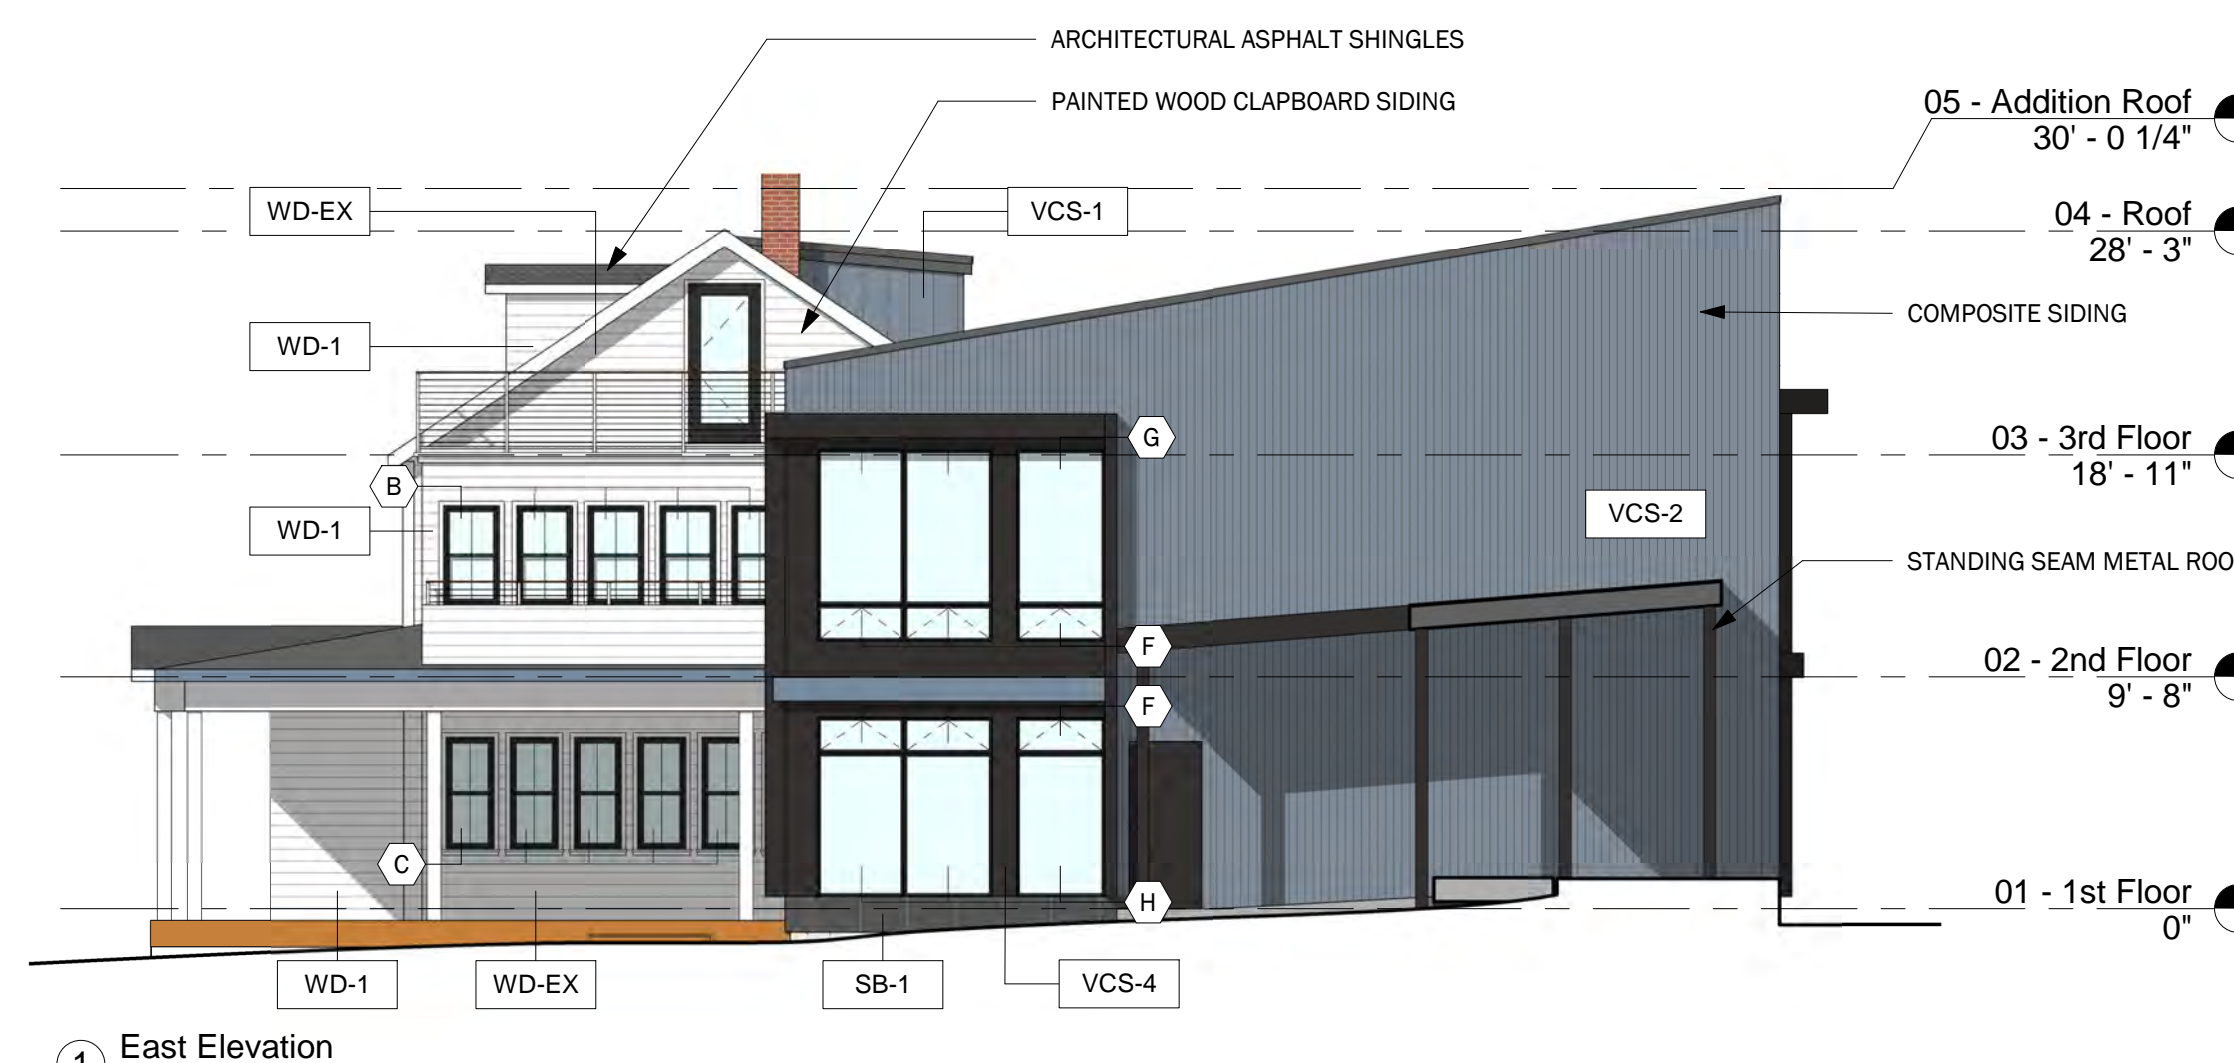 ARCHITECTURAL ASPHALT SHINGLES
PAINTED WOOD CLAPBOARD SIDING
05 - Addition Roof
30' - 0 1/4"
WD-EX
VCS-1
04 - Roof
28' - 3"
COMPOSITE SIDING
WD-1
03 - 3rd Floor
18' - 11"
G
B
VCS-2
WD-1
STANDING SEAM METAL ROO
F
02 - 2nd Floor
9' - 8"
F
C
01 - 1st Floor
0"
H
WD-1
WD-EX
SB-1
VCS-4
1
East Elevation